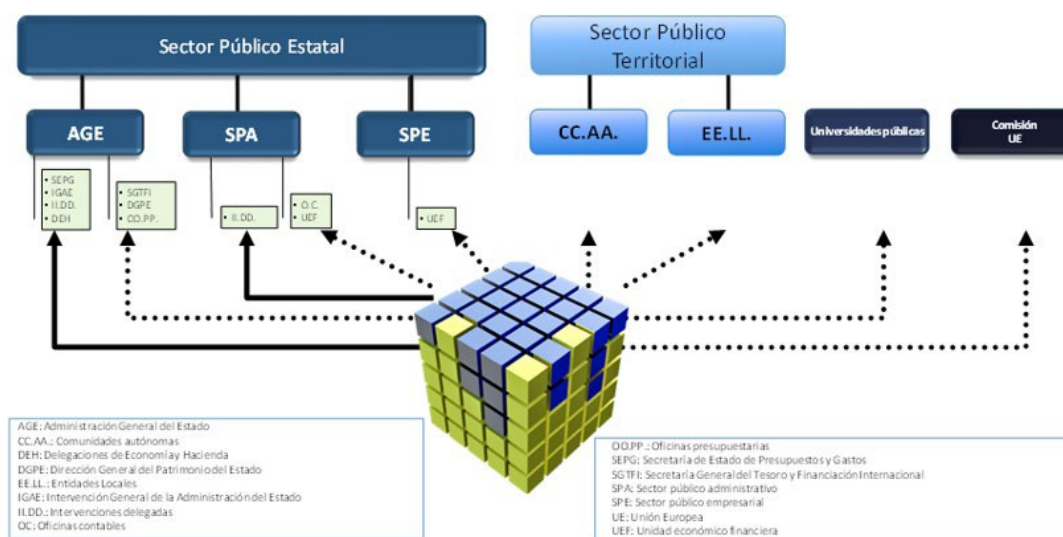 Sector Público Estatal
Sector Público
Territorial
AGE
SPA
SPE
CC.AA.
EE.LL.
Universidades públicas
Comisión
UE
• SEPG
• IGAE
• II.DD.
• DEH
• SGTFI
• DGPE
• OO.PP.
• II.DD.
• O.C.
• UEF
• UEF
AGE: Administración General del Estado
CC.AA.: Comunidades autónomas
DEH: Delegaciones de Economía y Hacienda
DGPE: Dirección General del Patrimonio del Estado
EE.LL.: Entidades Locales
IGAE: Intervención General de la Administración del Estado
II.DD.: Intervenciones delegadas
OC: Oficinas contables
OO.PP.: Oficinas presupuestarias
SEPG: Secretaría de Estado de Presupuestos y Gastos
SGTFI: Secretaría General del Tesoro y Financiación Internacional
SPA: Sector público administrativo
SPE: Sector público empresarial
UE: Unión Europea
UEF: Unidad económico financiera